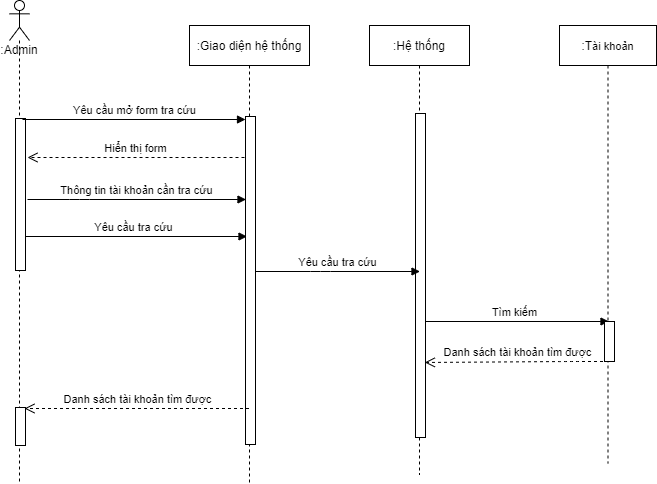 :Admin
:Giao diện hệ thống
:Hệ thống
:Tài khoản
Yêu cầu mở form tra cứu
Hiển thị form
Thông tin tài khoản cần tra cứu
Yêu cầu tra cứu
Yêu cầu tra cứu
Tìm kiếm
Danh sách tài khoản tìm được
Danh sách tài khoản tìm được